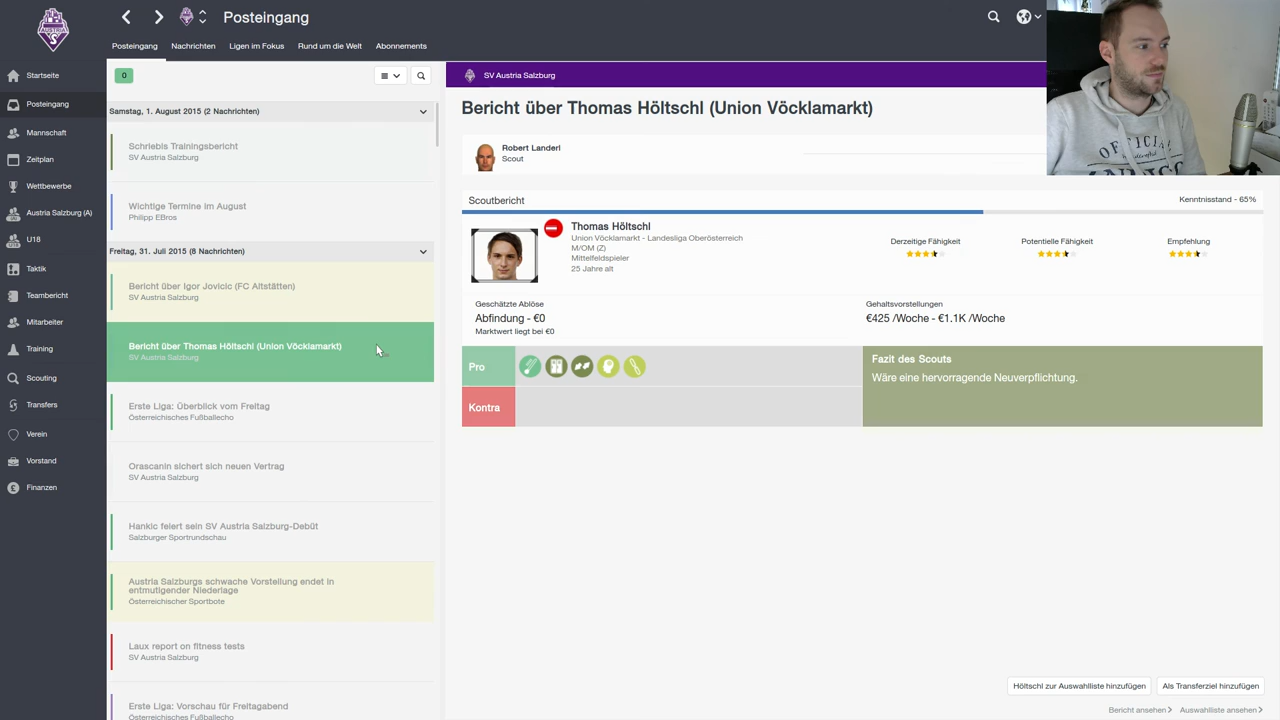 AUSTRIA
S
Posteingang
Posteingang
Nachrichten
Ligen im Fokus
Rund um die Welt
Abonnements
Startseite
Posteingang
Mannschaft
Zeitplan
Wettbewerbe
Austria Salzburg (A)
U18
Taktik
Teambericht
Mitarbeiter
Training
Scouting
Transfers
Verein
Vorstand
Finanzen
0
Samstag, 1. August 2015 (2 Nachrichten)
Schriebis Trainingsbericht
SV Austria Salzburg
Wichtige Termine im August
Philipp EBros
Freitag, 31. Juli 2015 (8 Nachrichten)
Bericht über Igor Jovicic (FC Altstätten)
SV Austria Salzburg
Bericht über Thomas Höltschl (Union Vöcklamarkt)
SV Austria Salzburg
Erste Liga: Überblick vom Freitag
Österreichisches Fußballecho
Orascanin sichert sich neuen Vertrag
SV Austria Salzburg
Hankic feiert sein SV Austria Salzburg-Debüt
Salzburger Sportrundschau
Austria Salzburgs schwache Vorstellung endet in
entmutigender Niederlage
Österreichischer Sportbote
Laux report on fitness tests
SV Austria Salzburg
Erste Liga: Vorschau für Freitagabend
Österreichisches Fußballecho
SV Austria Salzburg
Bericht über Thomas Höltschl (Union Vöcklamarkt)
Robert Landerl
Scout
Scoutbericht
Kenntnisstand - 65%
Thomas Höltschl
Union Vöcklamarkt - Landesliga Oberösterreich
M/OM (Z)
Mittelfeldspieler
25 Jahre alt
Derzeitige Fähigkeit
Potentielle Fähigkeit
Empfehlung
Geschätzte Ablöse
Abfindung - €0
Marktwert liegt bei €0
Gehaltsvorstellungen
€425 /Woche - €1.1K /Woche
Pro
Kontra
Fazit des Scouts
Wäre eine hervorragende Neuverpflichtung.
Höltschl zur Auswahlliste hinzufügen
Als Transferziel hinzufügen
Bericht ansehen
Auswahlliste ansehen
OFFICIAL